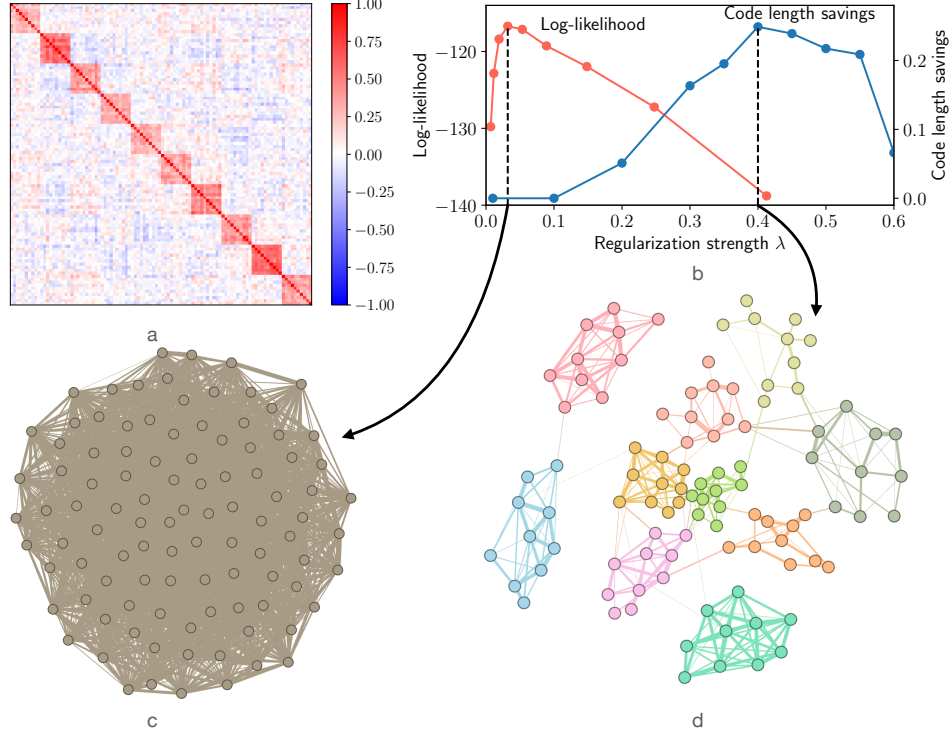 1.00
0.75
0.50
0.25
0.00
−0.25
−0.50
−0.75
−1.00
a
Log-likelihood
−120
−130
−140
Log-likelihood
Code length savings
0.2
0.1
0.0
Code length savings
0.0 0.1 0.2 0.3 0.4 0.5 0.6
Regularization strength λ
b
c
d